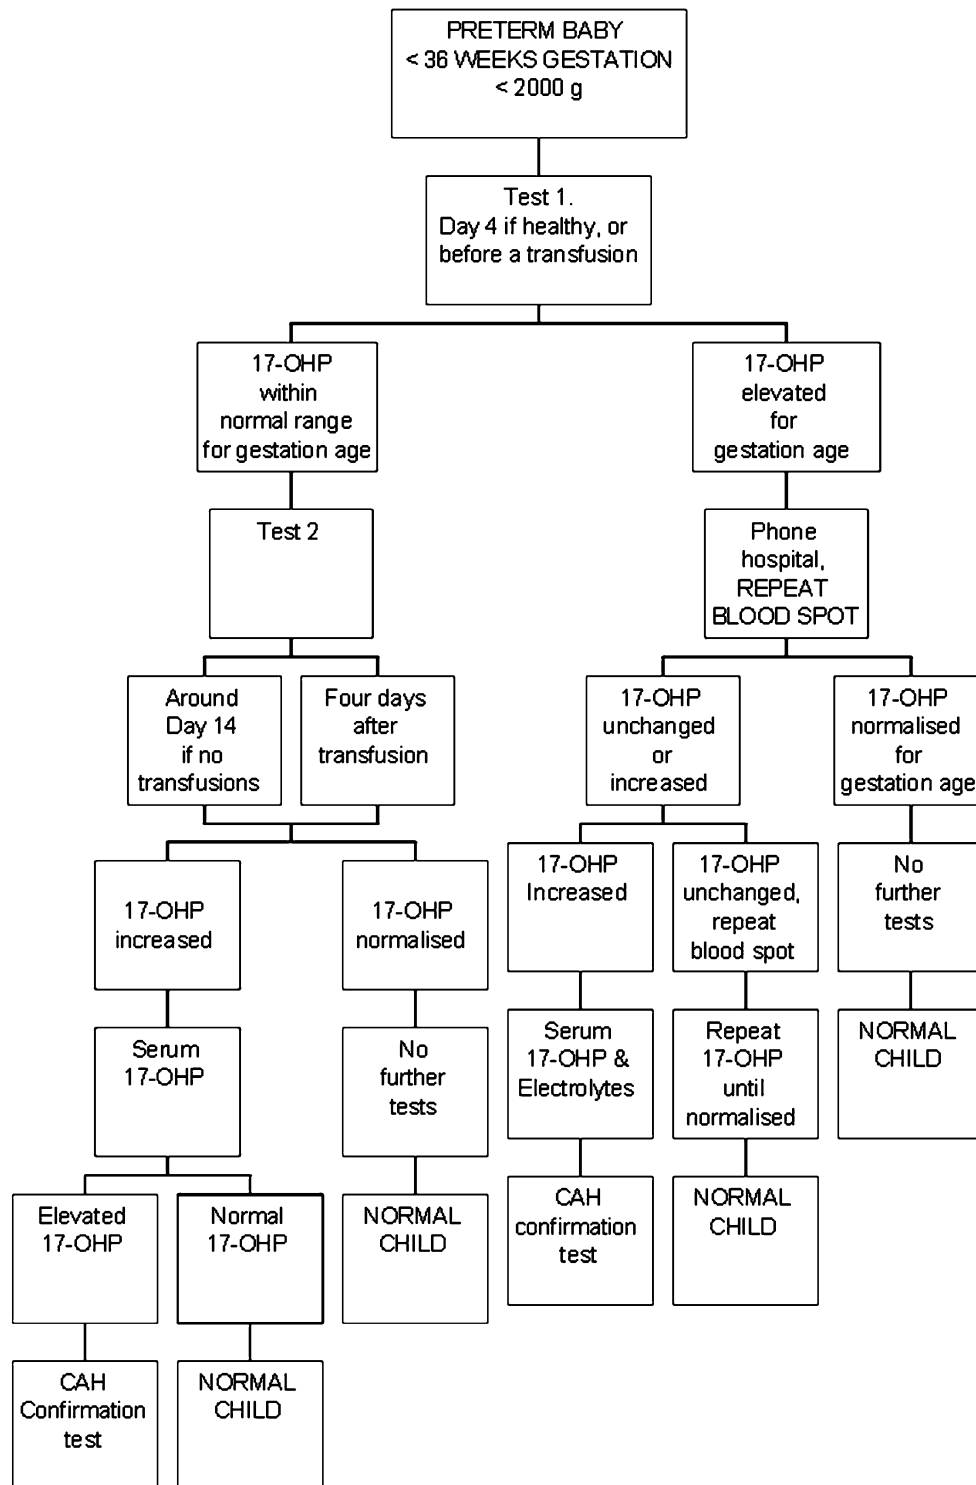 PRETERM BABY
< 36 WEEKS GESTATION
< 2000 g
Test 1.
Day 4 if healthy, or
before a transfusion
17-OHP
within
normal range
for gestation age
17-OHP
elevated
for
gestation age
Test 2
Phone
hospital,
REPEAT
BLOOD SPOT
Around
Day 14
if no
transfusions
Four days
after
transfusion
17-OHP
unchanged
or
increased
17-OHP
normalised
for
gestation age
17-OHP
increased
17-OHP
normalised
17-OHP
Increased
17-OHP
unchanged,
repeat
blood spot
No
further
tests
Serum
17-OHP
No
further
tests
Serum
17-OHP &
Electrolytes
Repeat
17-OHP
until
normalised
NORMAL
CHILD
Elevated
17-OHP
Normal
17-OHP
NORMAL
CHILD
CAH
confirmation
test
NORMAL
CHILD
CAH
Confirmation
test
NORMAL
CHILD